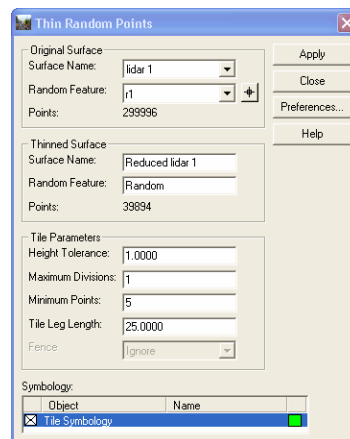 Thin Random Points
Original Surface
Surface Name: lidar 1
Random Feature: r1
Points: 299996
Apply
Close
Preferences...
Help
Thinned Surface
Surface Name: Reduced lidar 1
Random Feature: Random
Points: 39894
Tile Parameters
Height Tolerance: 1.0000
Maximum Divisions: 1
Minimum Points: 5
Tile Leg Length: 25.0000
Fence Ignore
Symbology:
Object Name
Tile Symbology